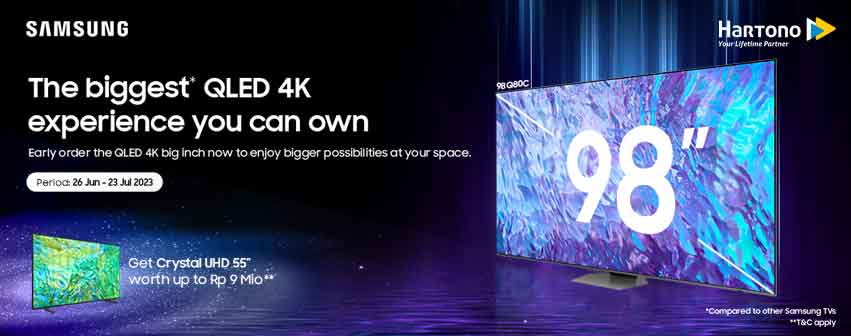 SAMSUNG
HARTONO
Your Lifetime Partner
The biggest* QLED 4K
experience you can own
Early order the QLED 4K big inch now to enjoy bigger possibilities at your space.
Period: 26 Jun - 23 Jul 2023
98 Q80C
98"
Get Crystal UHD 55"
worth up to Rp 9 Mio**
*Compared to other Samsung TVs
**T&C apply